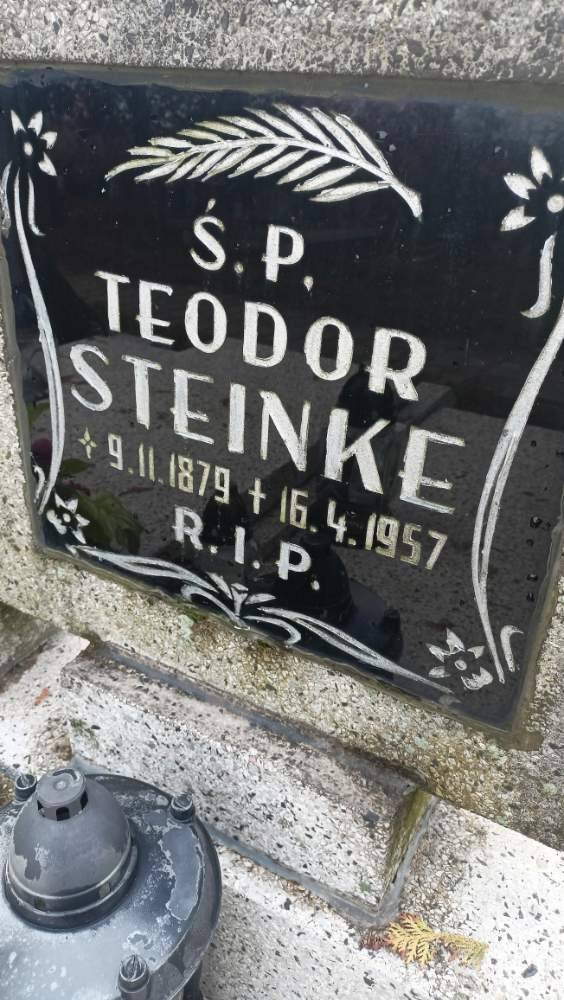 Ś. P.
TEODOR
STEINKE
✧ 9.11.1879 ✝ 16.4.1957
R.I.P.